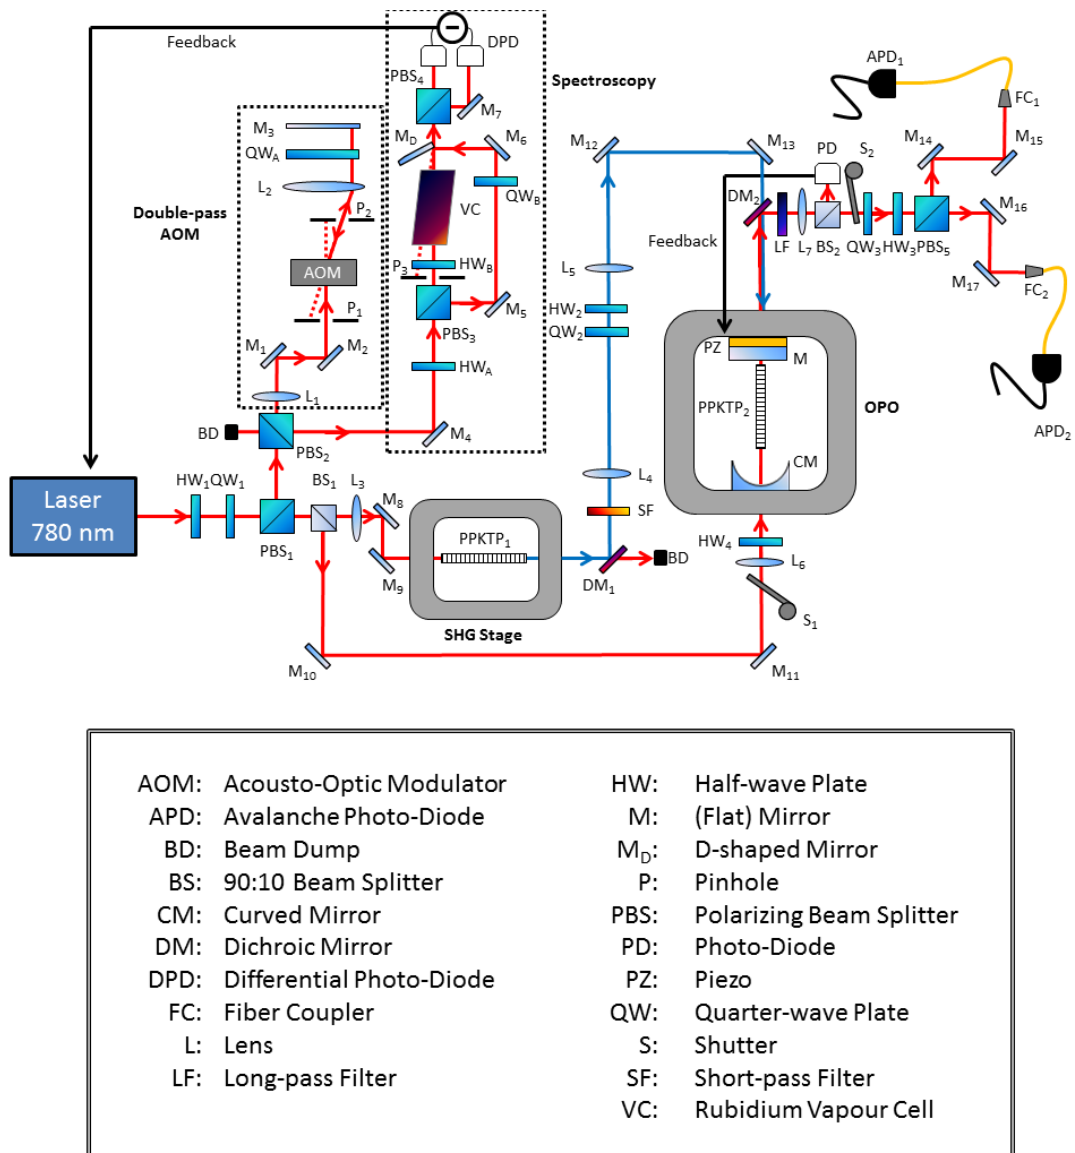 Feedback
DPD
PBS4
M7
Spectroscopy
M3
QWA
L2
P2
Double-pass
AOM
AOM
P1
M1
M2
L1
MD
M6
VC
QWB
HWB
P3
PBS3
M5
HWA
M4
BD
PBS2
Laser
780 nm
HW1
QW1
PBS1
BS1
L3
M8
M9
PPKTP1
SHG Stage
DM1
BD
SF
L4
QW2
HW2
L5
M12
M13
DM2
Feedback
PD
S2
LF
L7
BS2
QW3
HW3
PBS5
M14
M15
FC1
APD1
M16
M17
FC2
APD2
PZ
M
PPKTP2
CM
OPO
HW4
L6
S1
M10
M11
AOM: Acousto-Optic Modulator
APD: Avalanche Photo-Diode
BD: Beam Dump
BS: 90:10 Beam Splitter
CM: Curved Mirror
DM: Dichroic Mirror
DPD: Differential Photo-Diode
FC: Fiber Coupler
L: Lens
LF: Long-pass Filter
HW: Half-wave Plate
M: (Flat) Mirror
MD: D-shaped Mirror
P: Pinhole
PBS: Polarizing Beam Splitter
PD: Photo-Diode
PZ: Piezo
QW: Quarter-wave Plate
S: Shutter
SF: Short-pass Filter
VC: Rubidium Vapour Cell